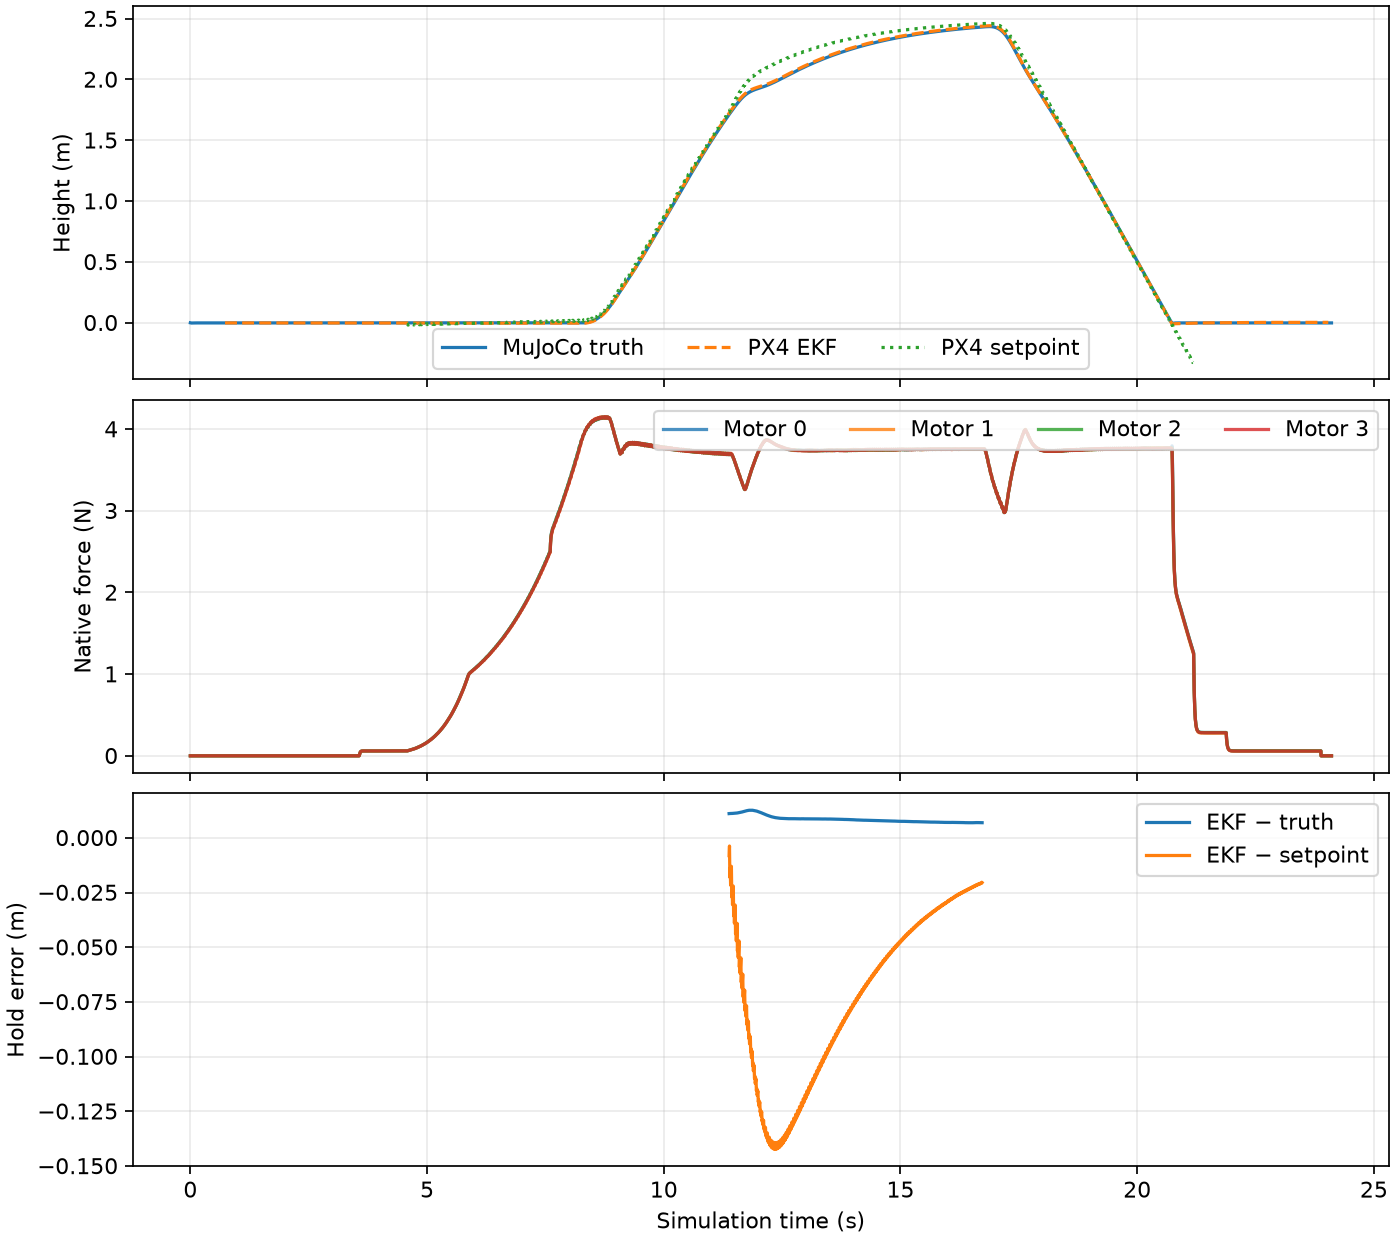 2.5
2.0
1.5
1.0
0.5
0.0
Height (m)
MuJoCo truth PX4 EKF PX4 setpoint
4
3
2
1
0
Native force (N)
Motor 0 Motor 1 Motor 2 Motor 3
0.000
−0.025
−0.050
−0.075
−0.100
−0.125
−0.150
Hold error (m)
EKF − truth
EKF − setpoint
0 5 10 15 20 25
Simulation time (s)